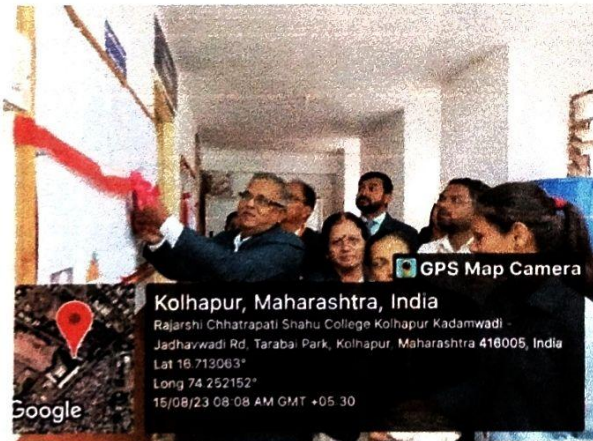 GPS Map Camera
Kolhapur, Maharashtra, India
Rajarshi Chhatrapati Shahu College Kolhapur Kadamwadi -
Jadhavwadi Rd, Tarabai Park, Kolhapur, Maharashtra 416005, India
Lat 16.713063°
Long 74.252152°
15/08/23 08:08 AM GMT +05:30
Google